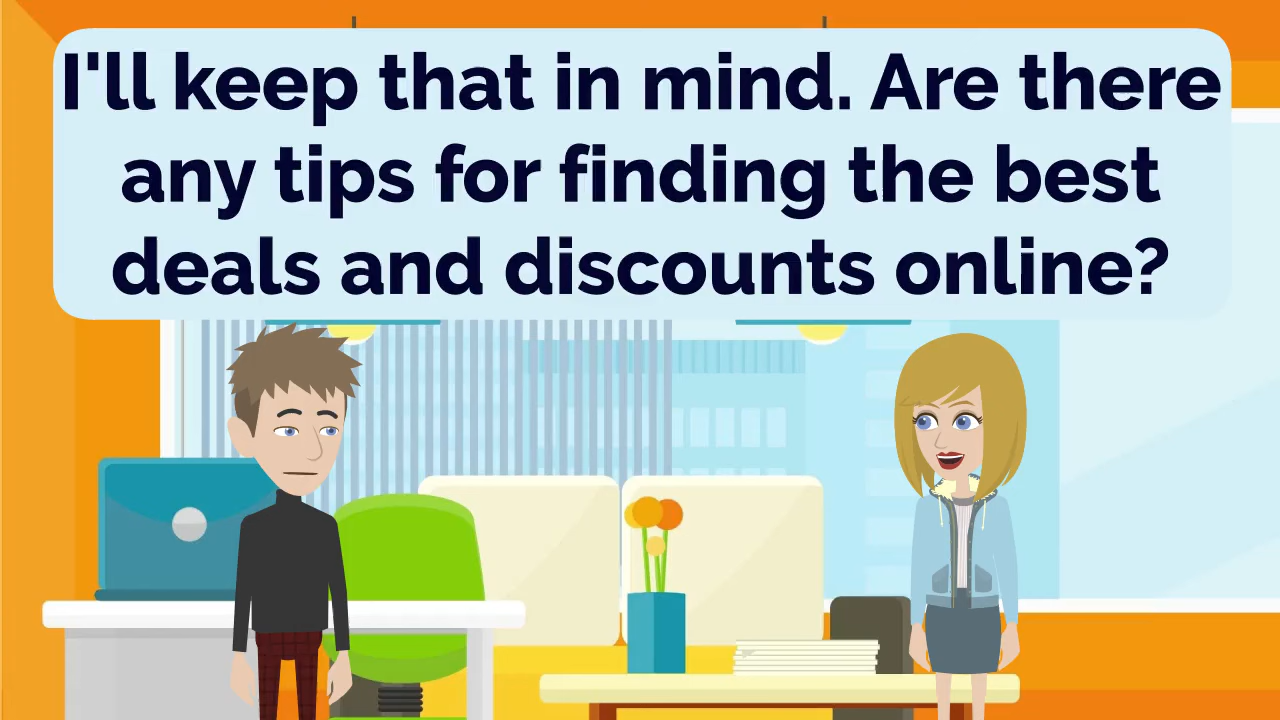 I'll keep that in mind. Are there
any tips for finding the best
deals and discounts online?